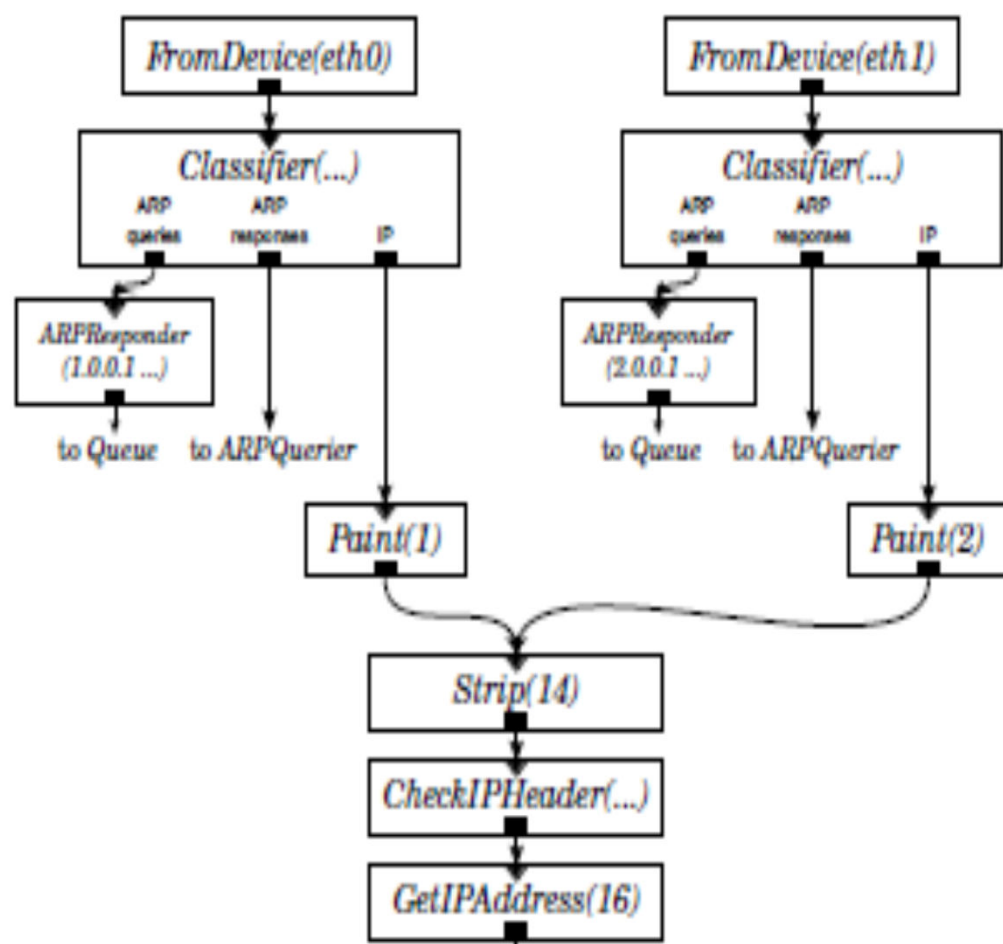 FromDevice(eth0)
FromDevice(eth1)
Classifier(...)
ARP queries
ARP responses
IP
Classifier(...)
ARP queries
ARP responses
IP
ARPResponder
(1.0.0.1 ...)
ARPResponder
(2.0.0.1 ...)
to Queue
to ARPQuerier
to Queue
to ARPQuerier
Paint(1)
Paint(2)
Strip(14)
CheckIPHeader(...)
GetIPAddress(16)